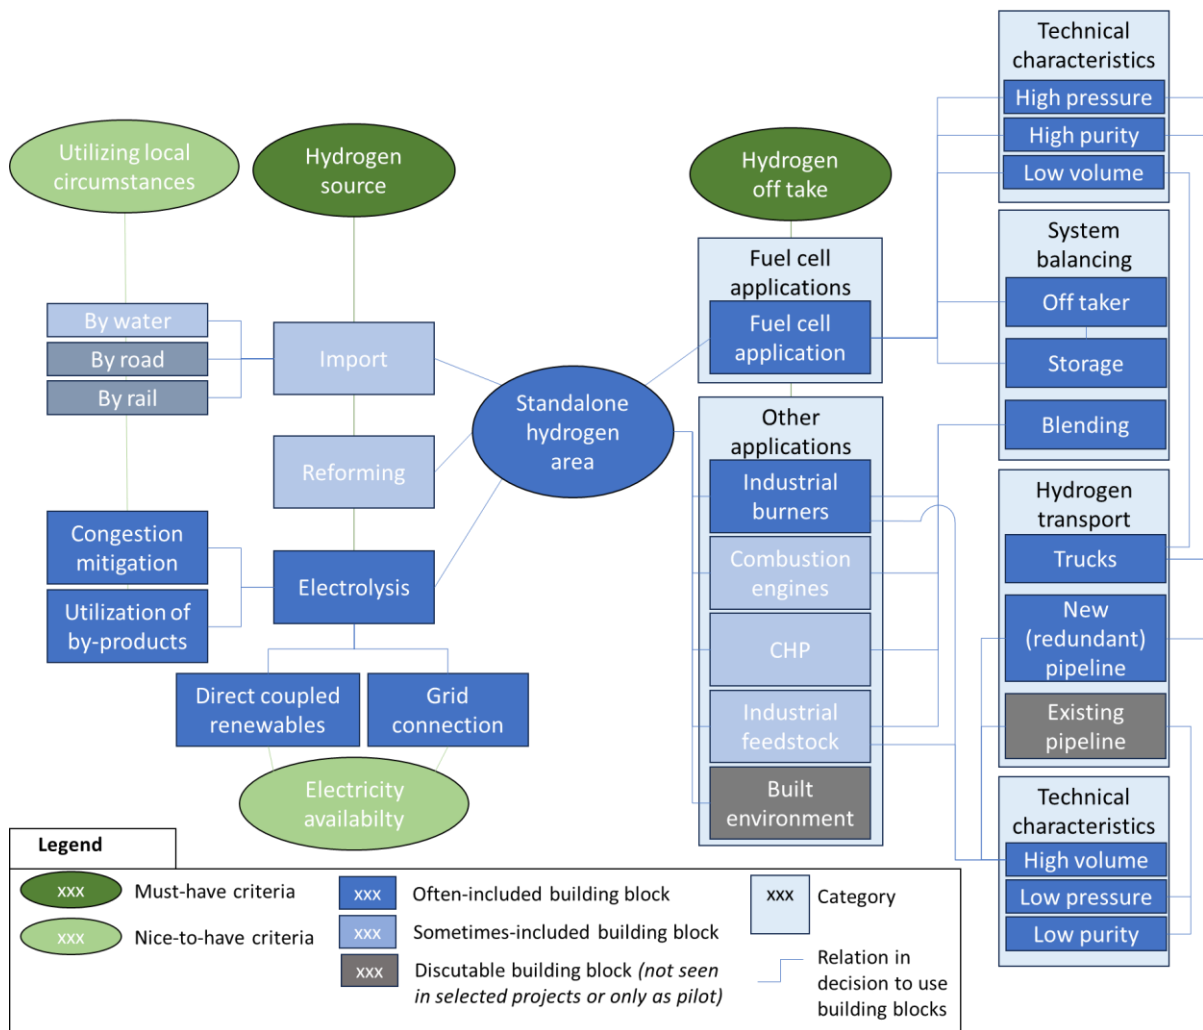 Utilizing local
circumstances
Hydrogen
source
By water
By road
By rail
Import
Reforming
Congestion
mitigation
Utilization of
by-products
Electrolysis
Direct coupled
renewables
Grid
connection
Electricity
availabilty
Standalone
hydrogen
area
Hydrogen
off take
Fuel cell
applications
Fuel cell
application
Other
applications
Industrial
burners
Combustion
engines
CHP
Industrial
feedstock
Built
environment
Technical
characteristics
High pressure
High purity
Low volume
System
balancing
Off taker
Storage
Blending
Hydrogen
transport
Trucks
New
(redundant)
pipeline
Existing
pipeline
Technical
characteristics
High volume
Low pressure
Low purity
Legend
xxx
Must-have criteria
xxx
Nice-to-have criteria
xxx
Often-included building block
xxx
Sometimes-included building block
xxx
Discutable building block (not seen
in selected projects or only as pilot)
xxx
Category
Relation in
decision to use
building blocks